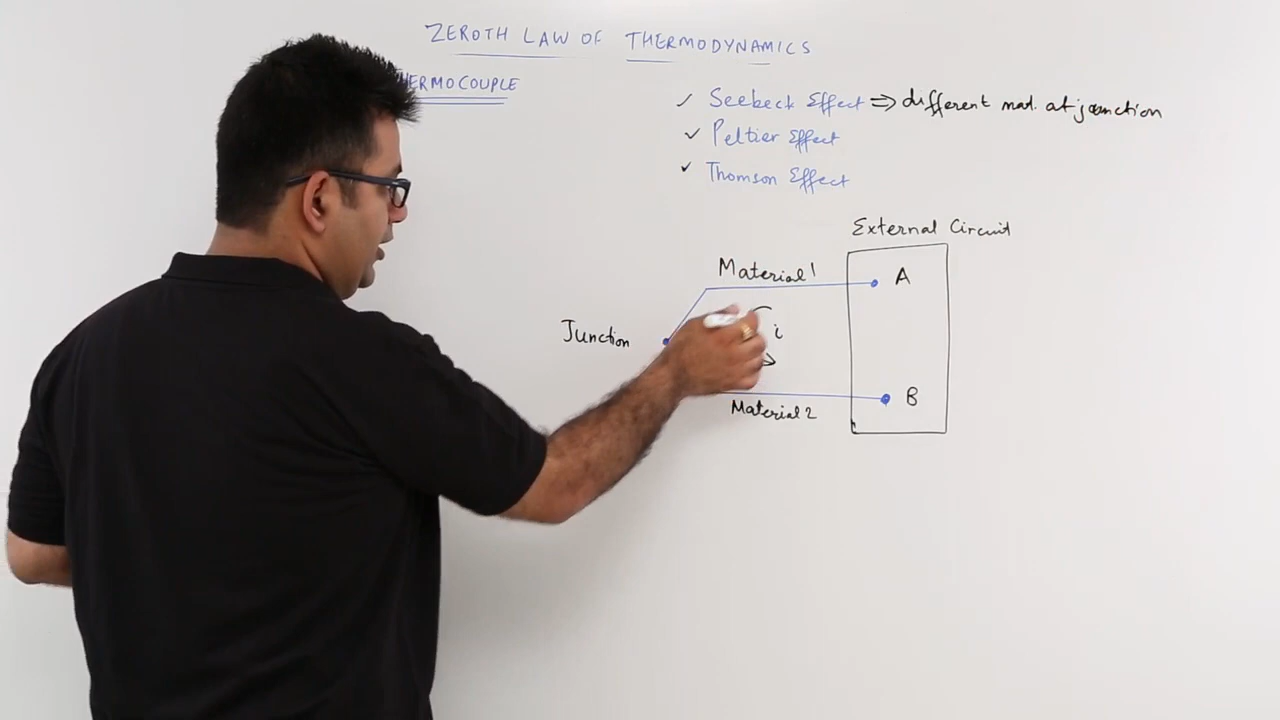 ZEROTH LAW OF THERMODYNAMICS
ERMOCOUPLE
Seebeck Effect ⇒ different mad. at junction
Peltier Effect
Thomson Effect
External Circuit
Material 1
A
Junction
i
B
Material 2